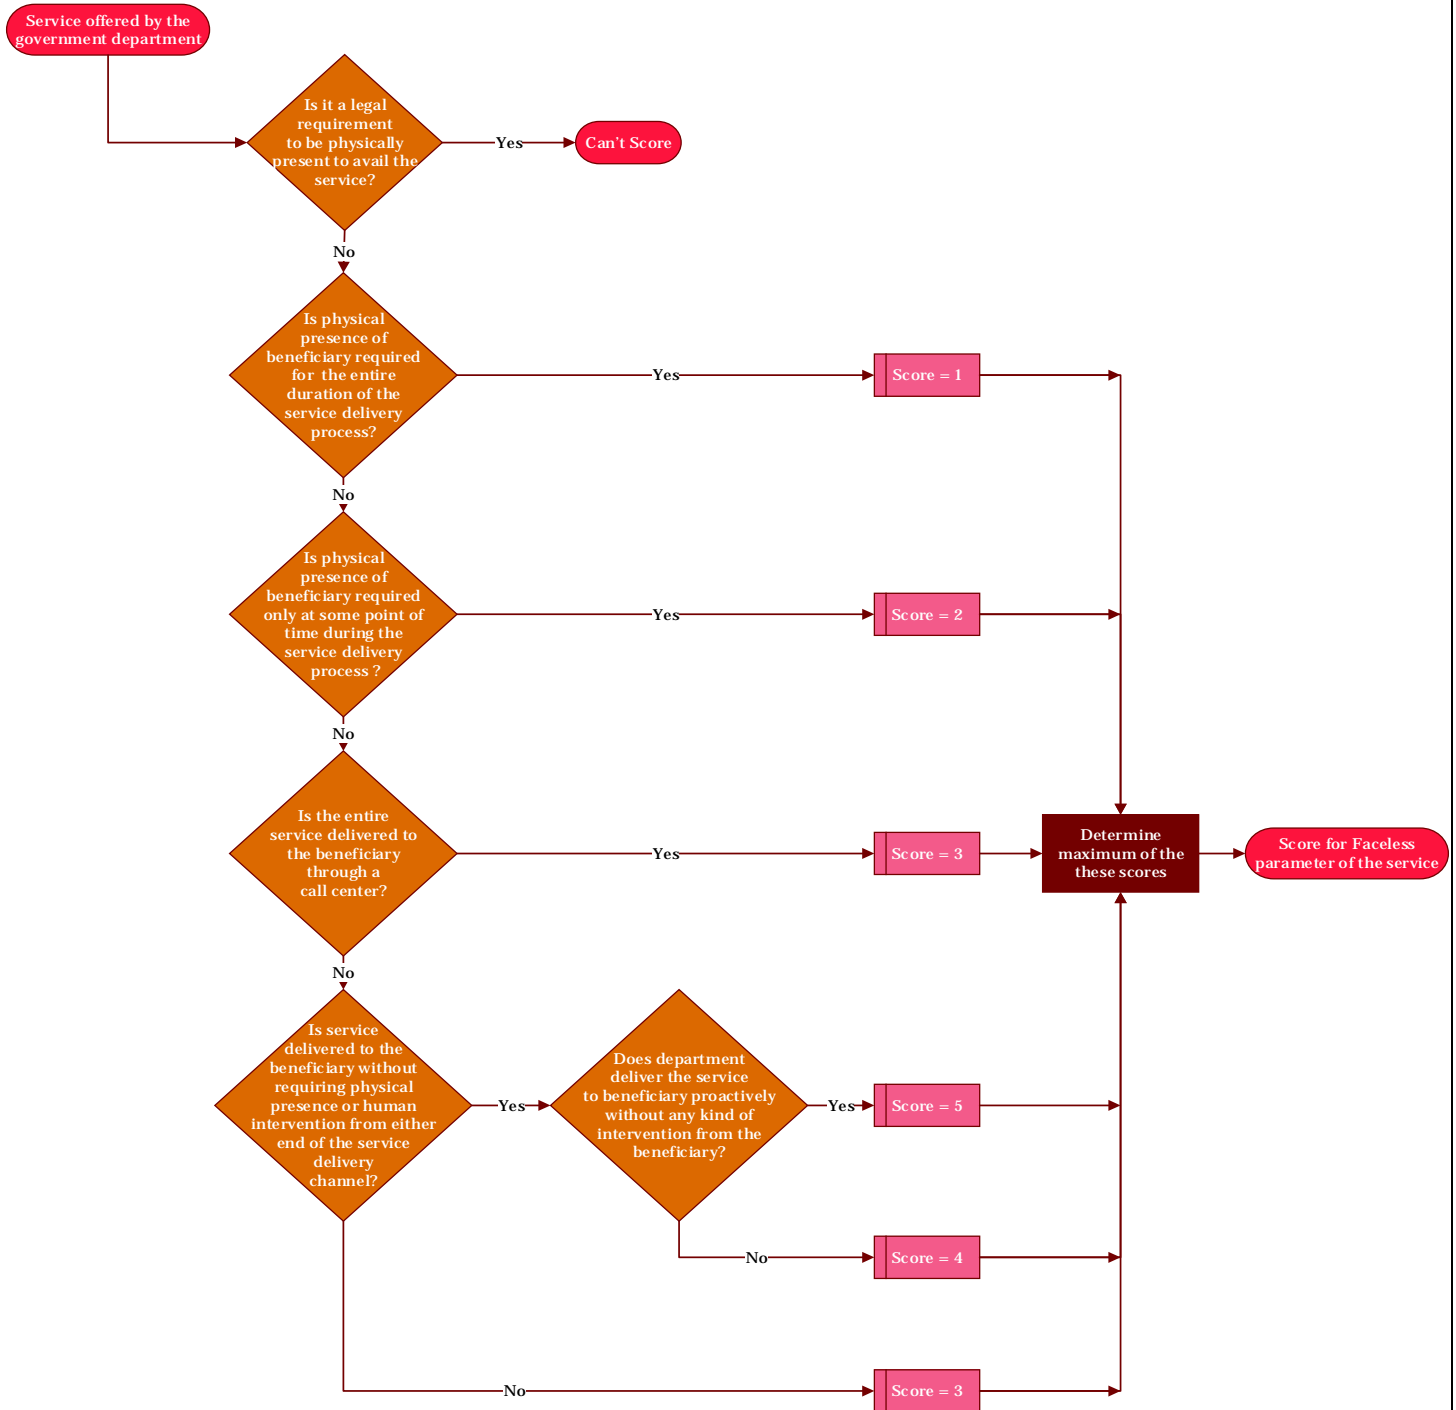 Service offered by the
government department
Is it a legal
requirement
to be physically
present to avail the
service?
Yes
Can't Score
No
Is physical
presence of
beneficiary required
for the entire
duration of the
service delivery
process?
Yes
Score = 1
No
Is physical
presence of
beneficiary required
only at some point of
time during the
service delivery
process ?
Yes
Score = 2
No
Is the entire
service delivered to
the beneficiary
through a
call center?
Yes
Score = 3
Determine
maximum of the
these scores
Score for Faceless
parameter of the service
No
Is service
delivered to the
beneficiary without
requiring physical
presence or human
intervention from either
end of the service
delivery
channel?
Yes
Does department
deliver the service
to beneficiary proactively
without any kind of
intervention from the
beneficiary?
Yes
Score = 5
No
Score = 4
No
Score = 3